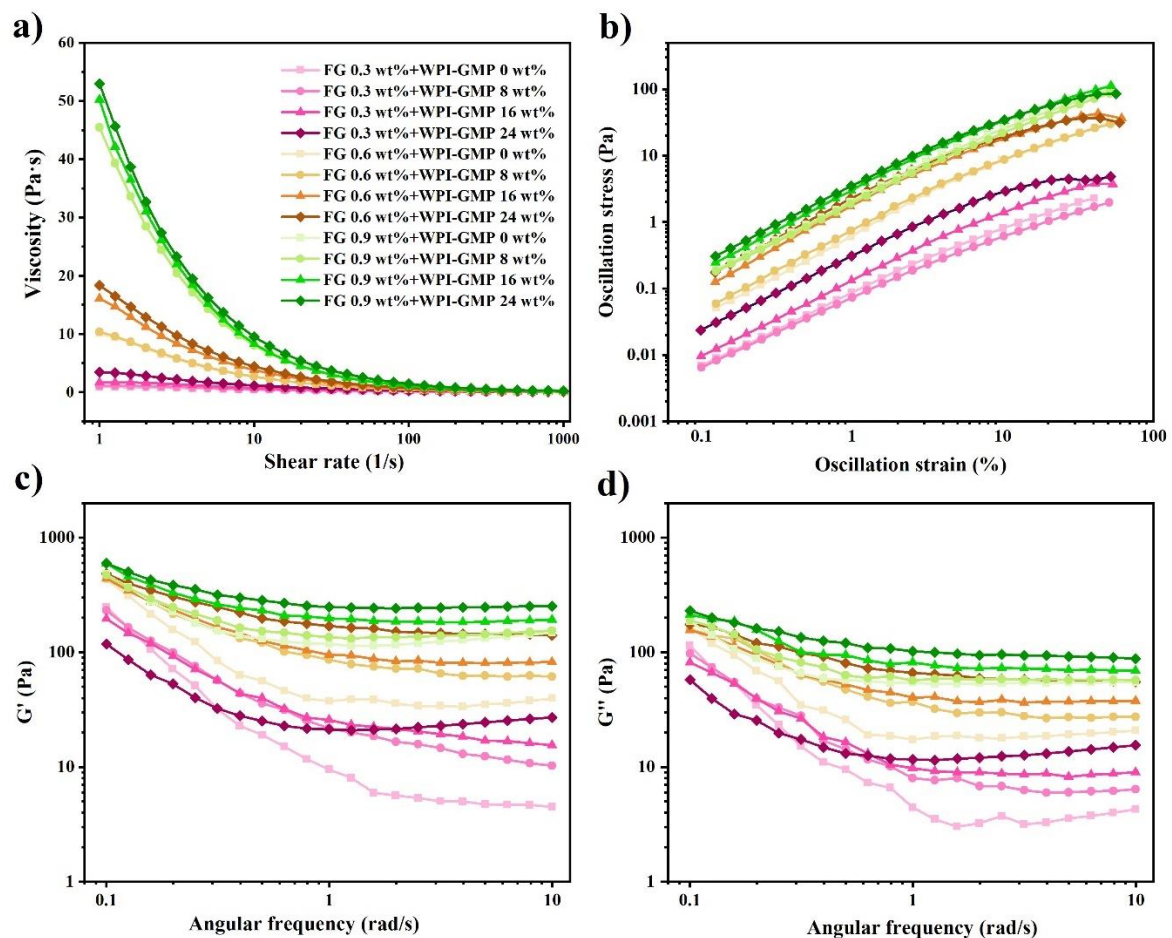 a)
60
50
40
30
20
10
0
Viscosity (Pa·s)
FG 0.3 wt%+WPI-GMP 0 wt%
FG 0.3 wt%+WPI-GMP 8 wt%
FG 0.3 wt%+WPI-GMP 16 wt%
FG 0.3 wt%+WPI-GMP 24 wt%
FG 0.6 wt%+WPI-GMP 0 wt%
FG 0.6 wt%+WPI-GMP 8 wt%
FG 0.6 wt%+WPI-GMP 16 wt%
FG 0.6 wt%+WPI-GMP 24 wt%
FG 0.9 wt%+WPI-GMP 0 wt%
FG 0.9 wt%+WPI-GMP 8 wt%
FG 0.9 wt%+WPI-GMP 16 wt%
FG 0.9 wt%+WPI-GMP 24 wt%
1 10 100 1000
Shear rate (1/s)
b)
100
10
1
0.1
0.01
0.001
Oscillation stress (Pa)
0.1 1 10 100
Oscillation strain (%)
c)
1000
100
10
1
G' (Pa)
0.1 1 10
Angular frequency (rad/s)
d)
1000
100
10
1
G'' (Pa)
0.1 1 10
Angular frequency (rad/s)